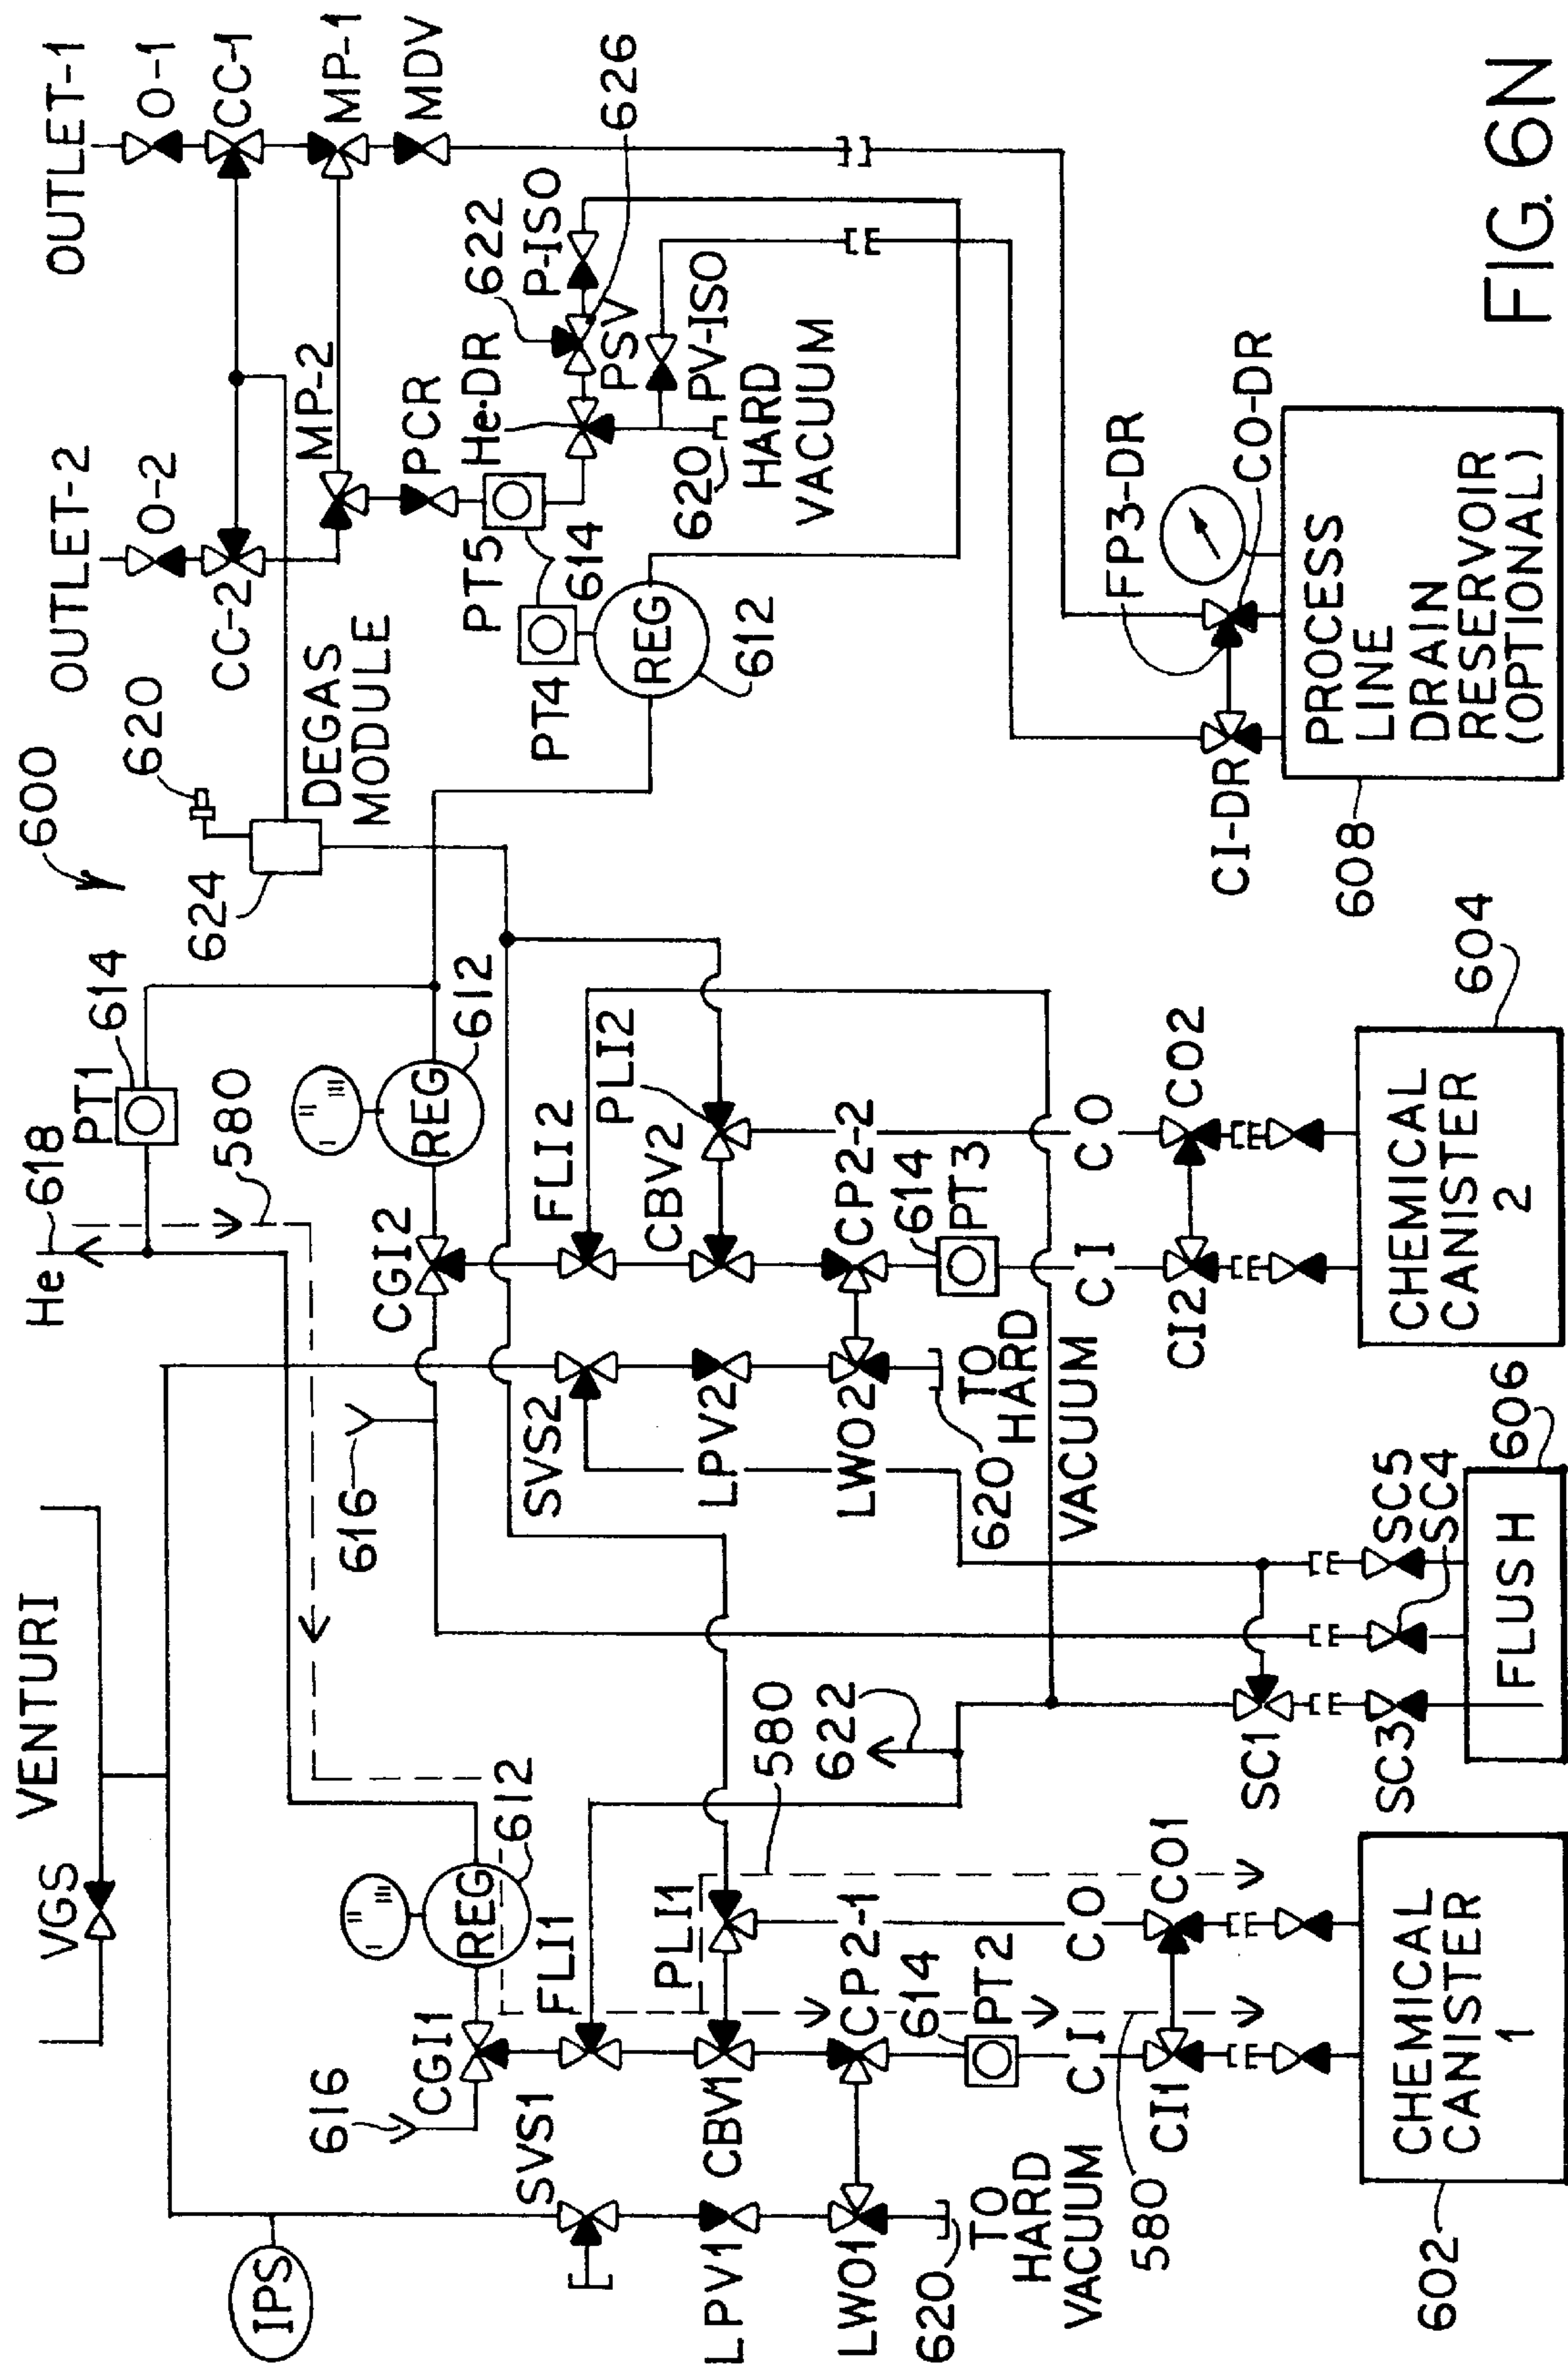 VENTURI
VGS
IPS
616
SVS1
CGI1
REG
612
FLI1
PLI1
LPV1
CBV1
CP2-1
LWO1
614
PT2
620
TO
HARD
VACUUM
580
CI
CO
CI1
CO1
602
CHEMICAL
CANISTER
1
580
622
SC1
SC3
SC5
SC4
606
FLUSH
He
618
PT1
614
580
616
SVS2
CGI2
REG
612
FLI2
PLI2
LPV2
CBV2
CP2-2
LWO2
614
PT3
620
TO
HARD
VACUUM
CI
CO
CI2
CO2
604
CHEMICAL
CANISTER
2
600
620
624
DEGAS
MODULE
OUTLET-2
O-2
CC-2
MP-2
OUTLET-1
O-1
CC-1
MP-1
MDV
PCR
PT5
614
PT4
REG
612
He·DR
622
P-ISO
626
PSV
PV-ISO
620
HARD
VACUUM
FP3-DR
CO-DR
CI-DR
608
PROCESS
LINE
DRAIN
RESERVOIR
(OPTIONAL)
FIG. 6N